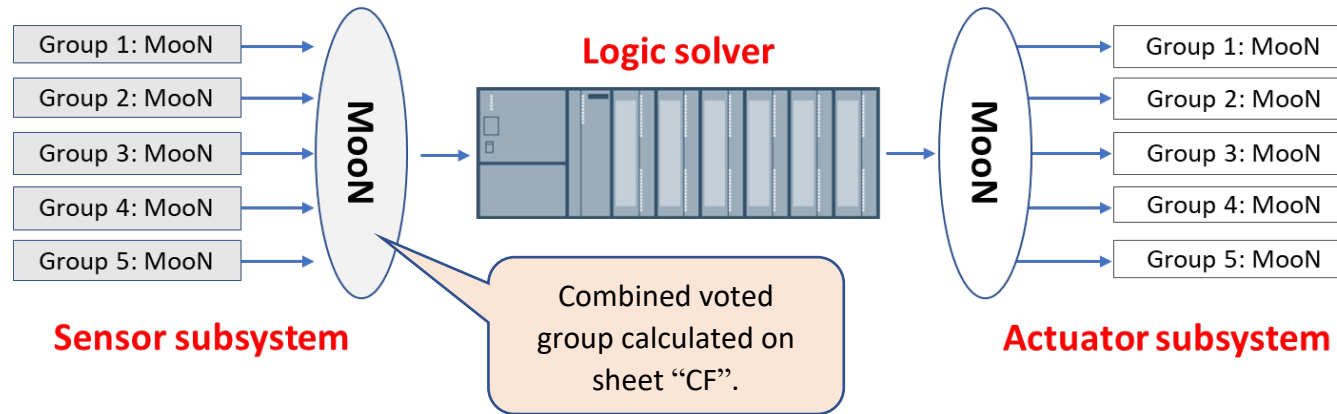 Group 1: MooN
Group 2: MooN
Group 3: MooN
Group 4: MooN
Group 5: MooN
MooN
Sensor subsystem
Logic solver
Combined voted
group calculated on
sheet “CF”.
MooN
Group 1: MooN
Group 2: MooN
Group 3: MooN
Group 4: MooN
Group 5: MooN
Actuator subsystem